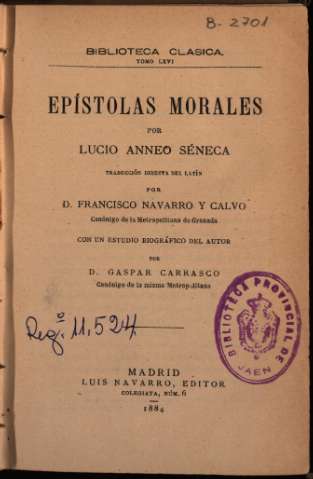 B-2701
BIBLIOTECA CLASICA.
TOMO LXVI
EPÍSTOLAS MORALES
POR
LUCIO ANNEO SÉNECA
TRADUCCIÓN DIRECTA DEL LATÍN
POR
D. FRANCISCO NAVARRO Y CALVO
Canónigo de la Metropolitana de Granada
CON UN ESTUDIO BIOGRÁFICO DEL AUTOR
POR
D. GASPAR CARRASCO
Canónigo de la misma Metropolitana
Regº 11,524
BIBLIOTECA PROVINCIAL DE
JAEN
MADRID
LUIS NAVARRO, EDITOR
COLEGIATA, NÚM. 6
1884